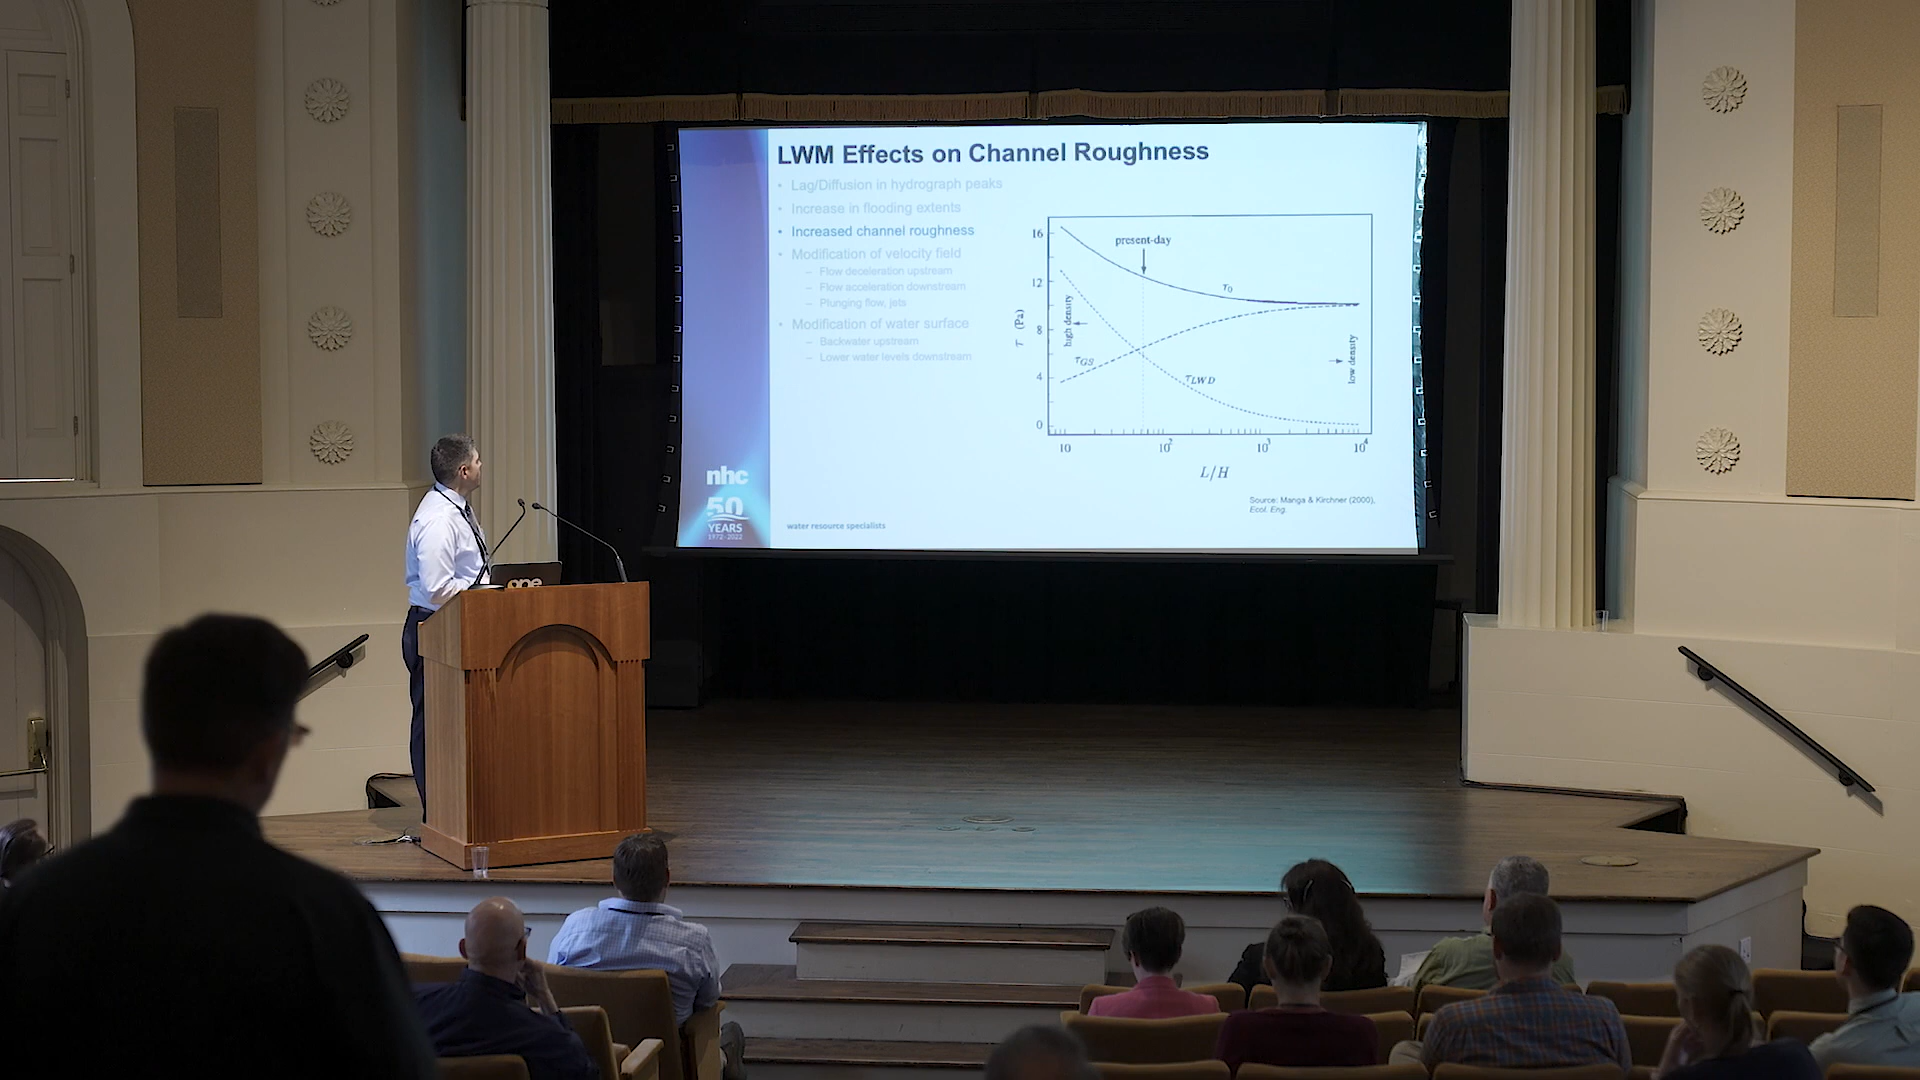 LWM Effects on Channel Roughness
• Lag/Diffusion in hydrograph peaks
• Increase in flooding extents
• Increased channel roughness
• Modification of velocity field
– Flow deceleration upstream
– Flow acceleration downstream
– Plunging flow, jets
• Modification of water surface
– Backwater upstream
– Lower water levels downstream
16
12
8
4
0
τ (Pa)
present-day
high density
low density
τ0
τGS
τLWD
10
10²
10³
10⁴
L/H
Source: Manga & Kirchner (2000),
Ecol. Eng.
nhc
50
YEARS
1972-2022
water resource specialists